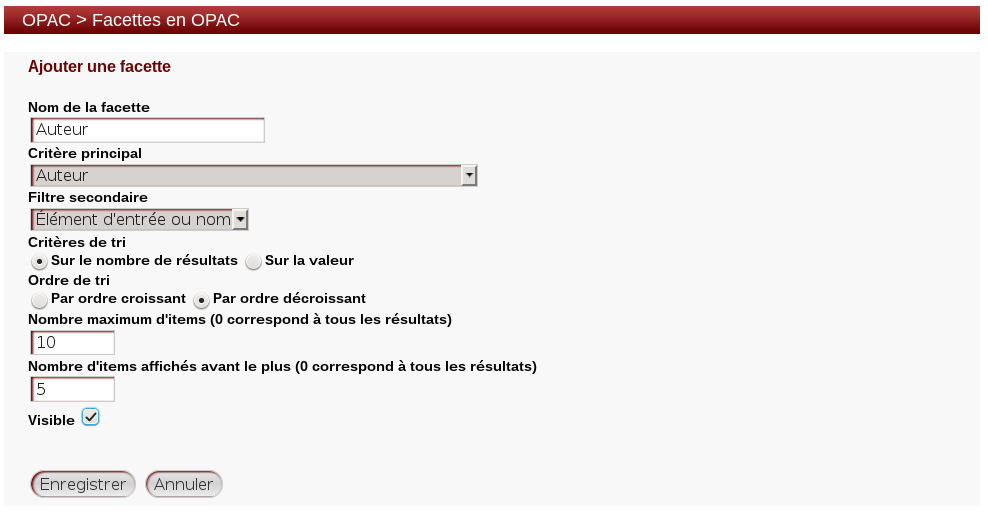 OPAC > Facettes en OPAC
Ajouter une facette
Nom de la facette
Auteur
Critère principal
Auteur
Filtre secondaire
Élément d'entrée ou nom
Critères de tri
Sur le nombre de résultats Sur la valeur
Ordre de tri
Par ordre croissant Par ordre décroissant
Nombre maximum d'items (0 correspond à tous les résultats)
10
Nombre d'items affichés avant le plus (0 correspond à tous les résultats)
5
Visible
Enregistrer Annuler